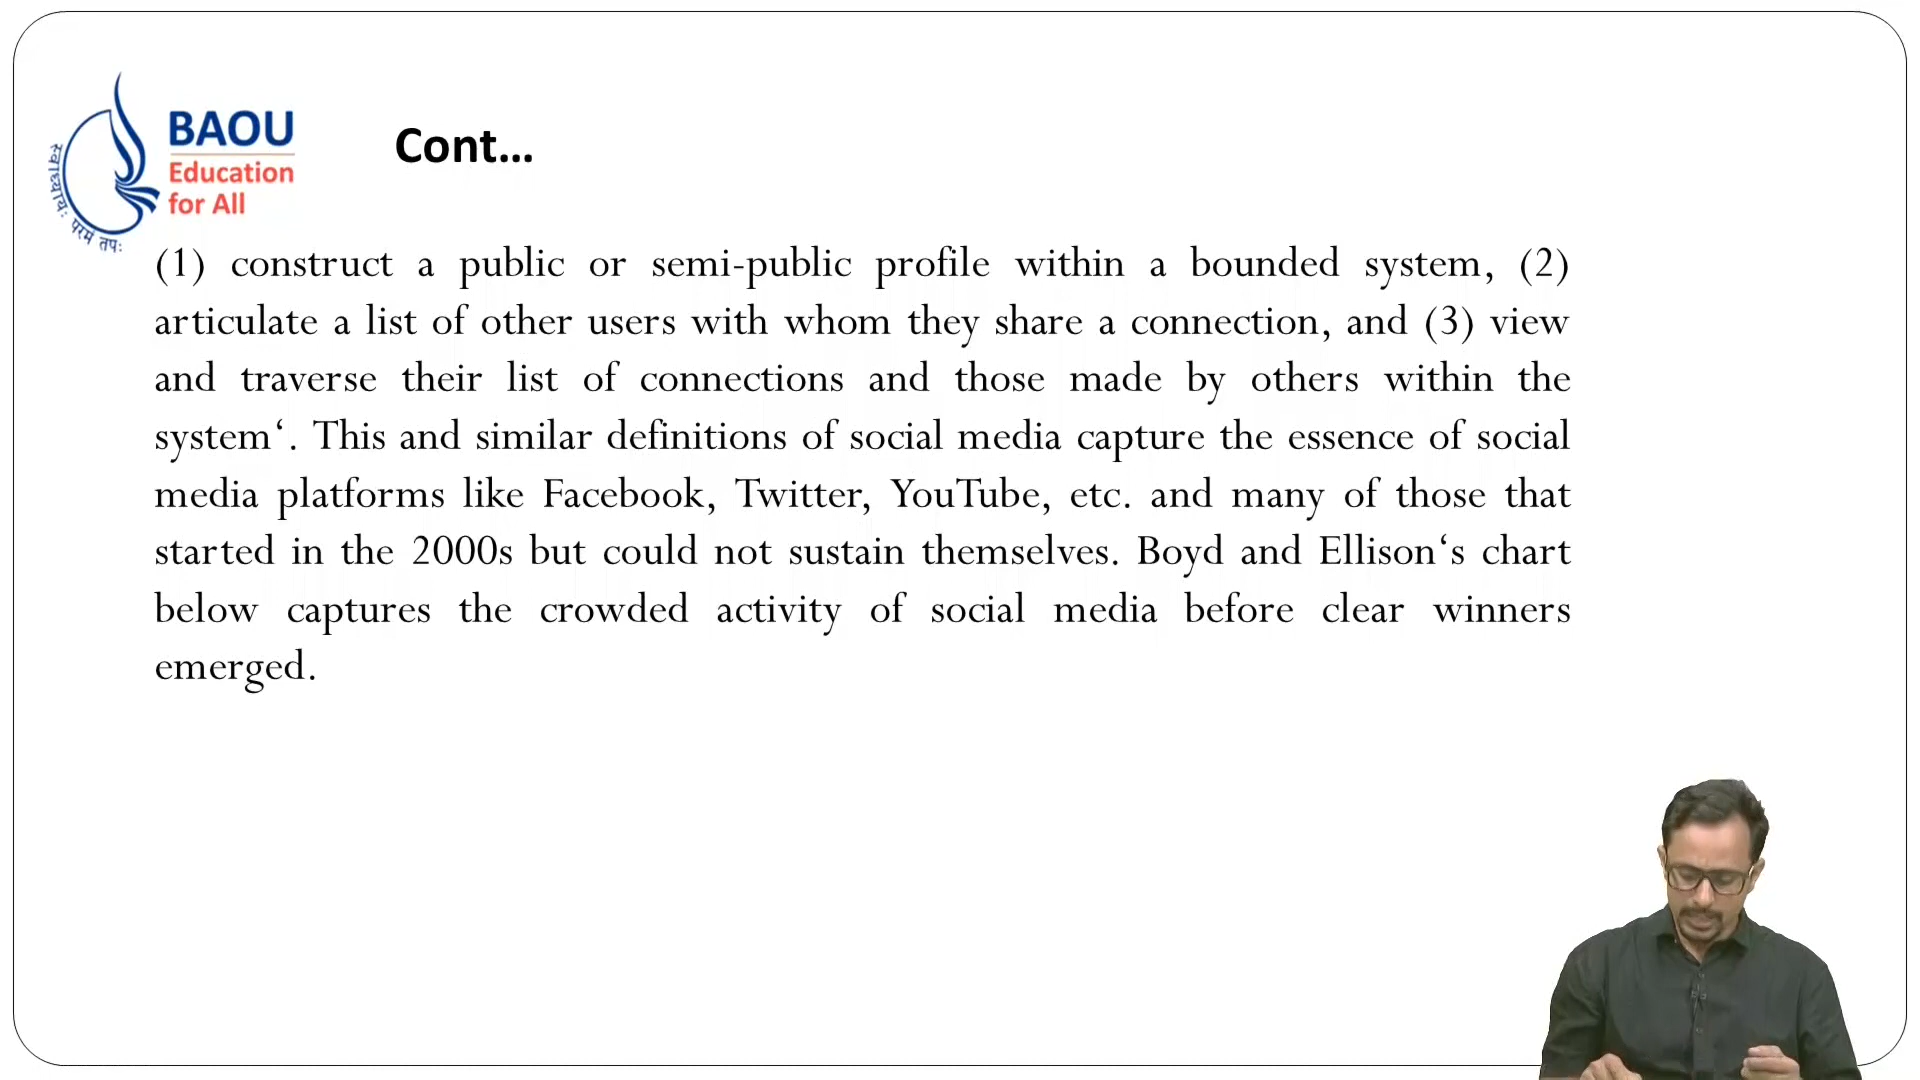 BAOU
Education
for All
स्वाध्यायः परमं तपः
Cont...
(1) construct a public or semi-public profile within a bounded system, (2)
articulate a list of other users with whom they share a connection, and (3) view
and traverse their list of connections and those made by others within the
system‘. This and similar definitions of social media capture the essence of social
media platforms like Facebook, Twitter, YouTube, etc. and many of those that
started in the 2000s but could not sustain themselves. Boyd and Ellison‘s chart
below captures the crowded activity of social media before clear winners
emerged.